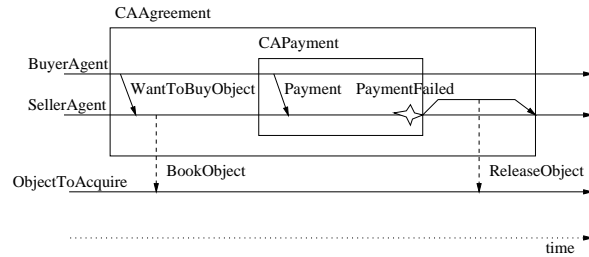 CAAgreement
CAPayment
BuyerAgent
WantToBuyObject
Payment
PaymentFailed
SellerAgent
BookObject
ReleaseObject
ObjectToAcquire
time